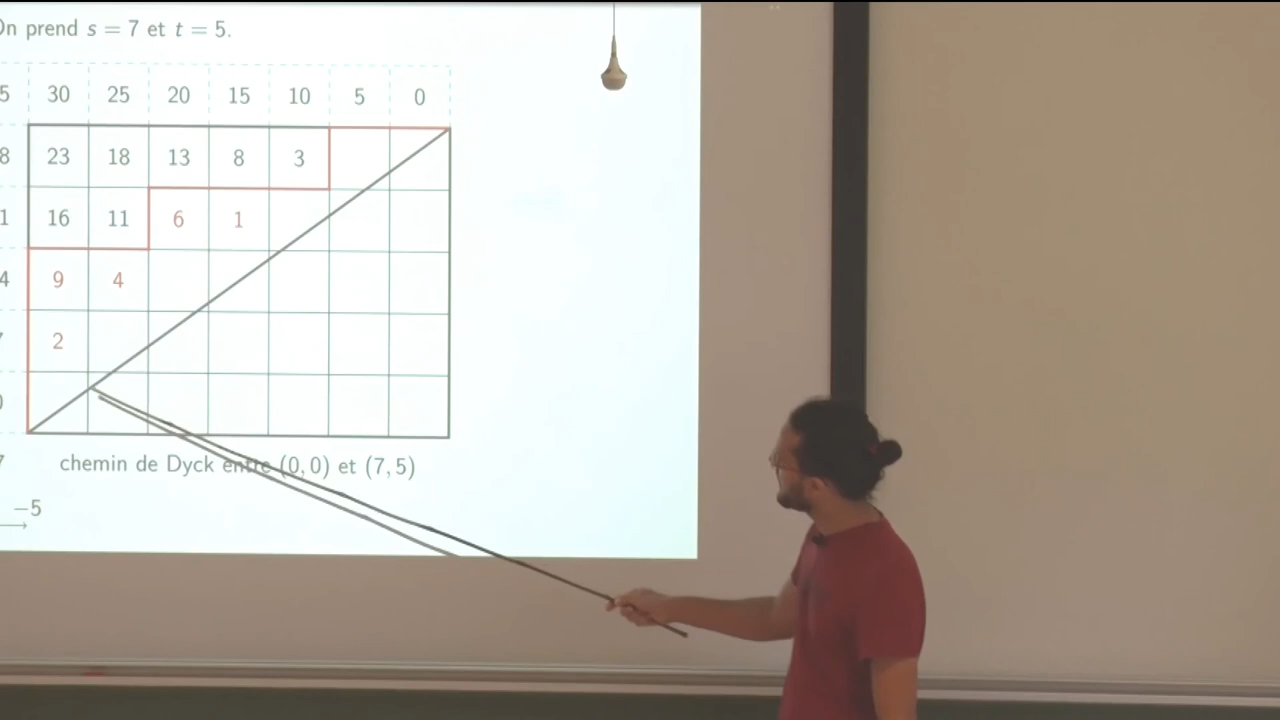 On prend s = 7 et t = 5.
5 30 25 20 15 10 5 0
8 23 18 13 8 3
1 16 11 6 1
4 9 4
2
0
7 chemin de Dyck entre (0, 0) et (7, 5)
−5